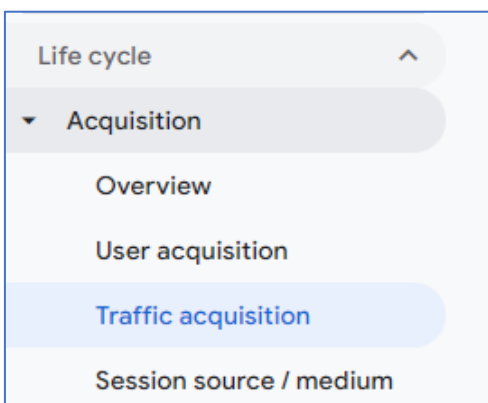 Life cycle
Acquisition
Overview
User acquisition
Traffic acquisition
Session source / medium